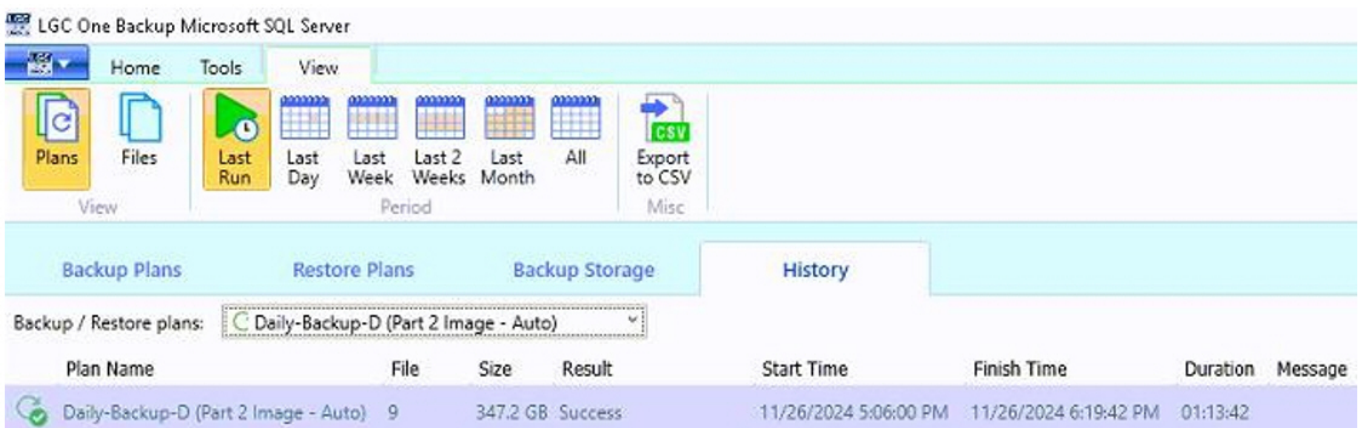 LGC One Backup Microsoft SQL Server
Home Tools View
Plans Files Last Run Last Day Last Week Last 2 Weeks Last Month All CSV Export to CSV
View Period Misc
Backup Plans Restore Plans Backup Storage History
Backup / Restore plans: Daily-Backup-D (Part 2 Image - Auto)
Plan Name File Size Result Start Time Finish Time Duration Message
Daily-Backup-D (Part 2 Image - Auto) 9 347.2 GB Success 11/26/2024 5:06:00 PM 11/26/2024 6:19:42 PM 01:13:42